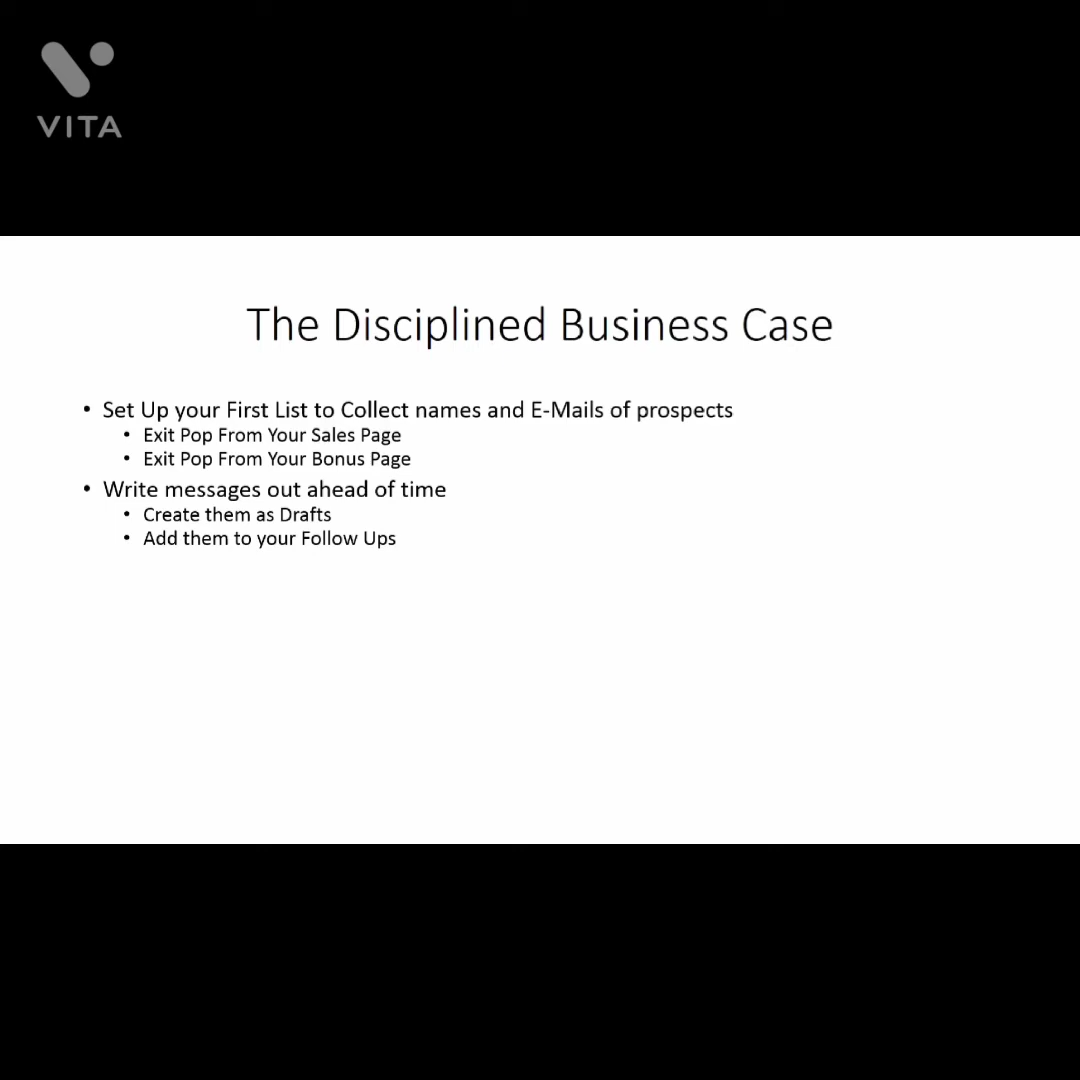 VITA
The Disciplined Business Case
• Set Up your First List to Collect names and E-Mails of prospects
• Exit Pop From Your Sales Page
• Exit Pop From Your Bonus Page
• Write messages out ahead of time
• Create them as Drafts
• Add them to your Follow Ups